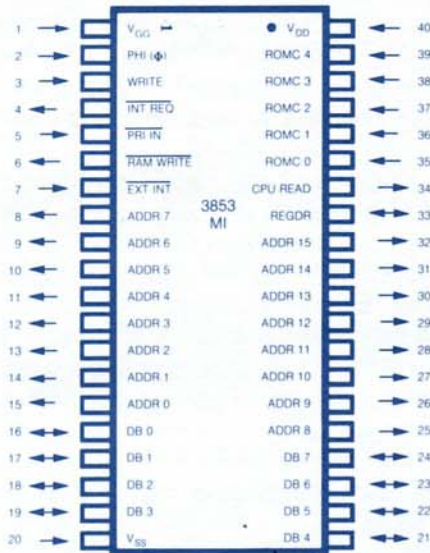 1 V_GG V_DD 40
2 PHI (Φ) ROMC 4 39
3 WRITE ROMC 3 38
4 INT REQ ROMC 2 37
5 PRI IN ROMC 1 36
6 RAM WRITE ROMC 0 35
7 EXT INT CPU READ 34
3853
MI
8 ADDR 7 REGDR 33
9 ADDR 6 ADDR 15 32
10 ADDR 5 ADDR 14 31
11 ADDR 4 ADDR 13 30
12 ADDR 3 ADDR 12 29
13 ADDR 2 ADDR 11 28
14 ADDR 1 ADDR 10 27
15 ADDR 0 ADDR 9 26
16 DB 0 ADDR 8 25
17 DB 1 DB 7 24
18 DB 2 DB 6 23
19 DB 3 DB 5 22
20 V_SS DB 4 21